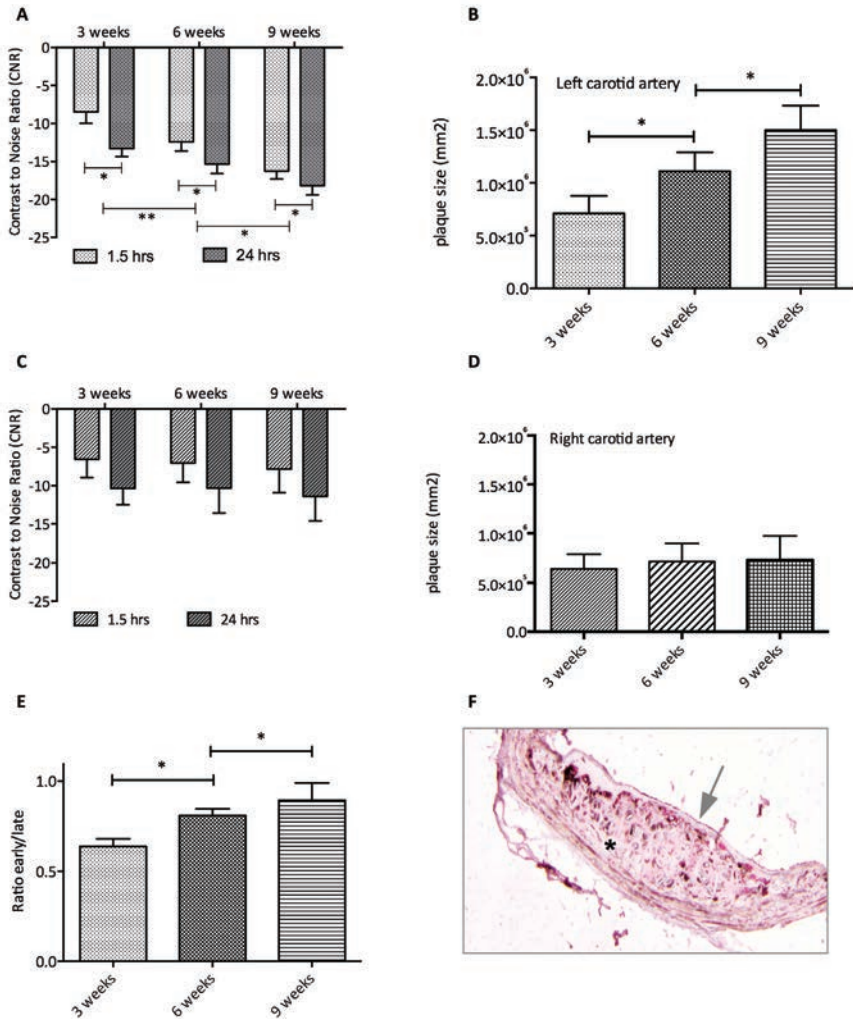 A
3 weeks 6 weeks 9 weeks
Contrast to Noise Ratio (CNR)
0
-5
-10
-15
-20
-25
* * *
**
*
1.5 hrs 24 hrs
B
Left carotid artery
plaque size (mm2)
2.0×10⁶
1.5×10⁶
1.0×10⁶
5.0×10⁵
0.0
*
*
3 weeks 6 weeks 9 weeks
C
3 weeks 6 weeks 9 weeks
Contrast to Noise Ratio (CNR)
0
-5
-10
-15
-20
-25
1.5 hrs 24 hrs
D
Right carotid artery
plaque size (mm2)
2.0×10⁶
1.5×10⁶
1.0×10⁶
5.0×10⁵
0.0
3 weeks 6 weeks 9 weeks
E
Ratio early/late
1.0
0.5
0.0
*
*
3 weeks 6 weeks 9 weeks
F
*